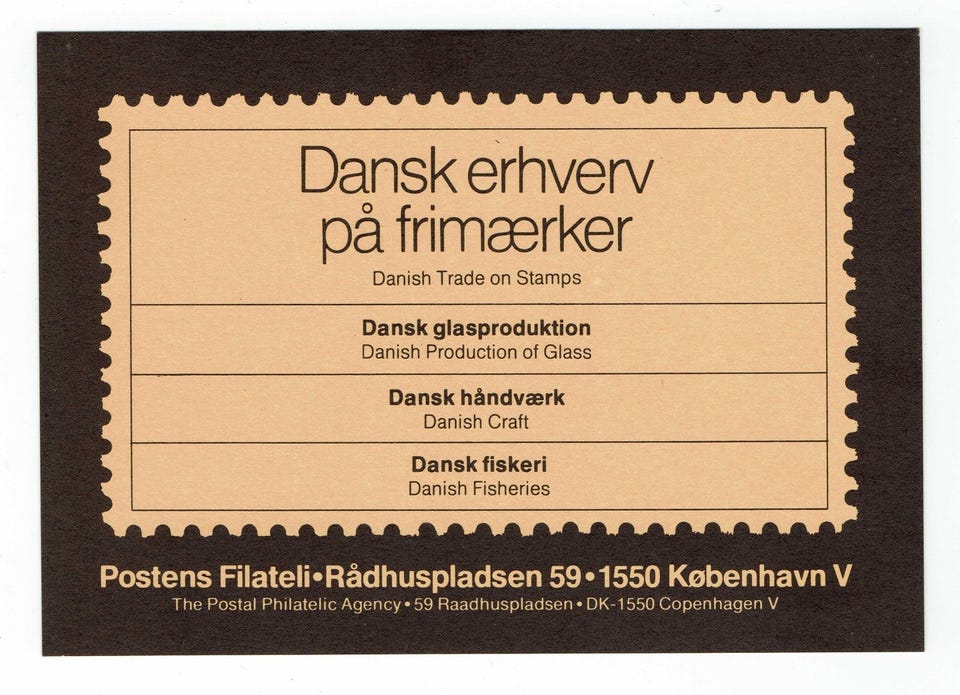 Dansk erhverv
på frimærker
Danish Trade on Stamps
Dansk glasproduktion
Danish Production of Glass
Dansk håndværk
Danish Craft
Dansk fiskeri
Danish Fisheries
Postens Filateli•Rådhuspladsen 59•1550 København V
The Postal Philatelic Agency•59 Raadhuspladsen•DK-1550 Copenhagen V